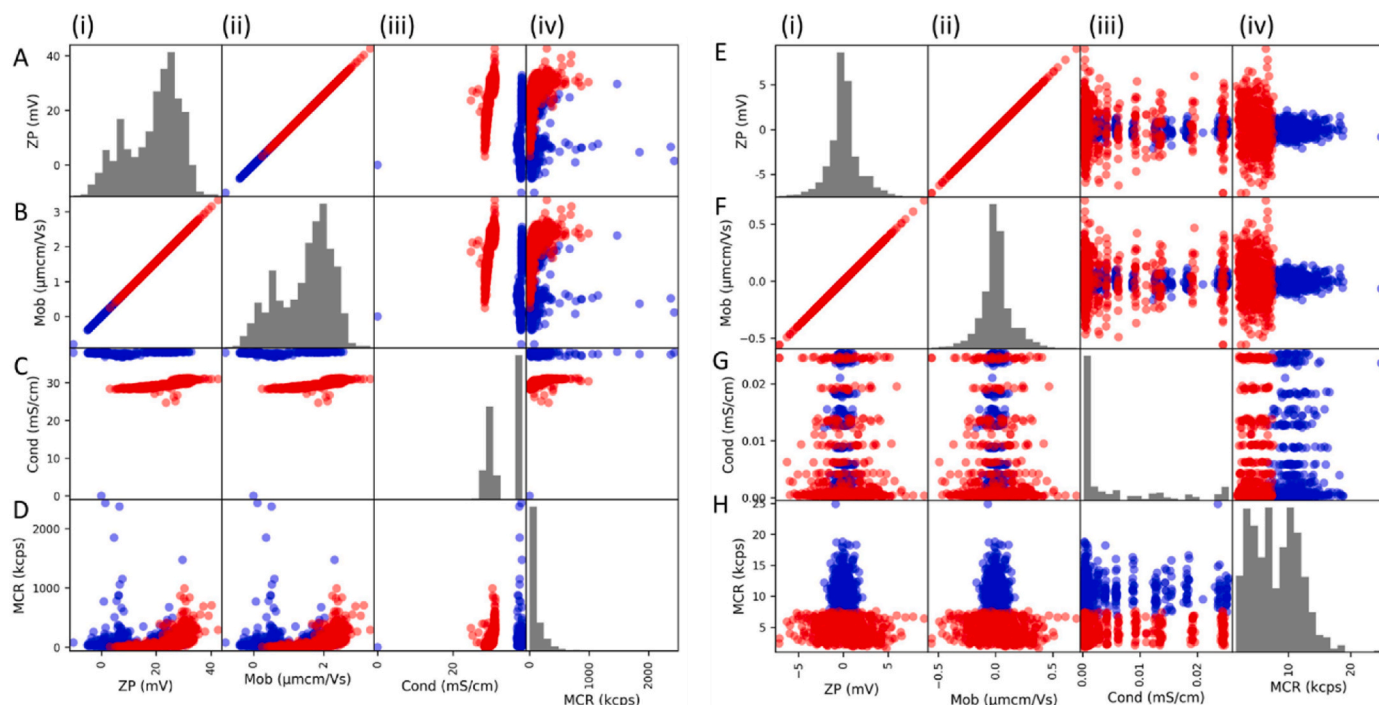 (i) (ii) (iii) (iv) (i) (ii) (iii) (iv)
A B C D
E F G H
ZP (mV)
40
20
0
Mob (µmcm/Vs)
3
2
1
0
Cond (mS/cm)
30
20
10
0
MCR (kcps)
2000
1000
0
0 20 40
ZP (mV)
0 2
Mob (µmcm/Vs)
0 20
Cond (mS/cm)
0 1000 2000
MCR (kcps)
ZP (mV)
5
0
−5
Mob (µmcm/Vs)
0.5
0.0
−0.5
Cond (mS/cm)
0.02
0.01
0.00
MCR (kcps)
25
20
15
10
5
−5 0 5
ZP (mV)
−0.5 0.0 0.5
Mob (µmcm/Vs)
0.00 0.01 0.02
Cond (mS/cm)
10 20
MCR (kcps)